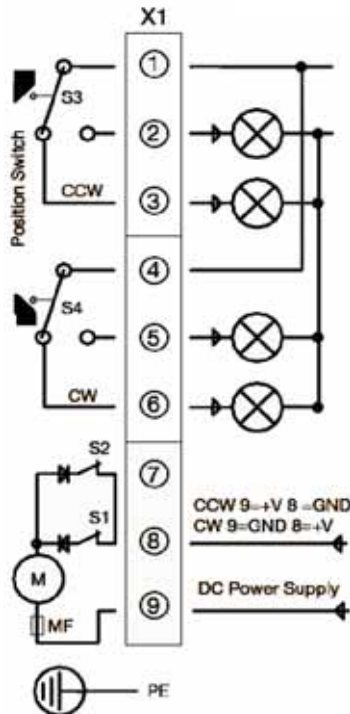 X1
1
S3
2
Position Switch
CCW
3
4
S4
5
CW
6
S2
7
CCW 9=+V 8=GND
S1
8
CW 9=GND 8=+V
M
9
DC Power Supply
MF
PE